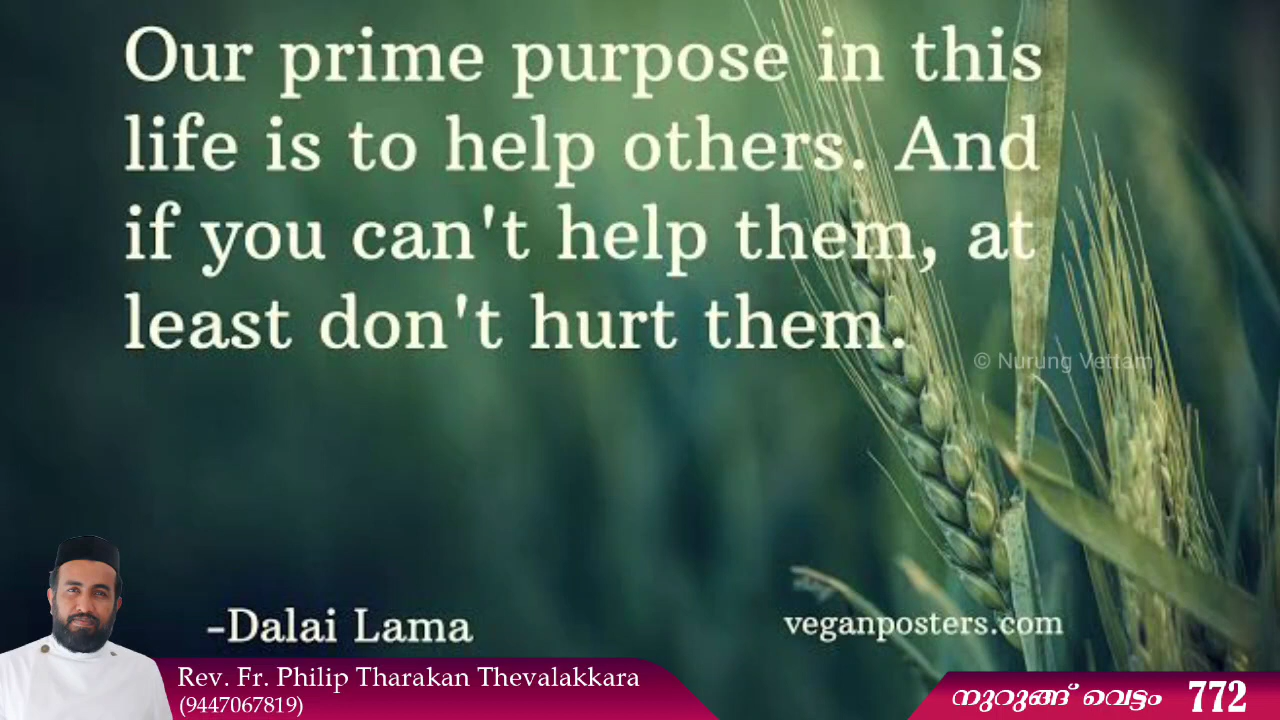 Our prime purpose in this
life is to help others. And
if you can't help them, at
least don't hurt them.
© Nurung Vettam
-Dalai Lama
veganposters.com
Rev. Fr. Philip Tharakan Thevalakkara
(9447067819)
നുറുങ്ങ് വെട്ടം 772